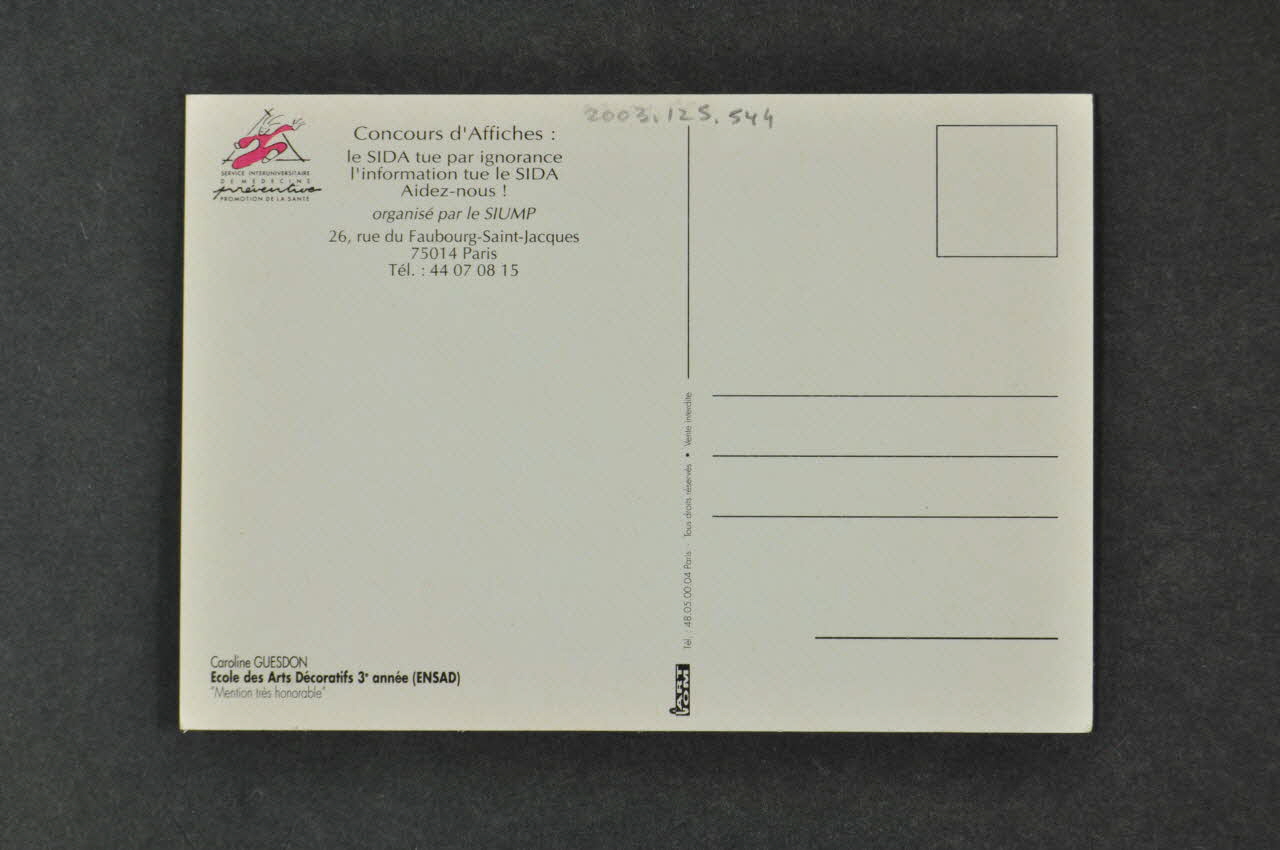 2003.125.544
SERVICE INTERUNIVERSITAIRE
DE MEDECINE
préventive
PROMOTION DE LA SANTÉ
Concours d'Affiches :
le SIDA tue par ignorance
l'information tue le SIDA
Aidez-nous !
organisé par le SIUMP
26, rue du Faubourg-Saint-Jacques
75014 Paris
Tél. : 44 07 08 15
Caroline GUESDON
Ecole des Arts Décoratifs 3e année (ENSAD)
"Mention très honorable"
Tél. : 48.05.00.04 Paris - Tous droits réservés • Vente interdite